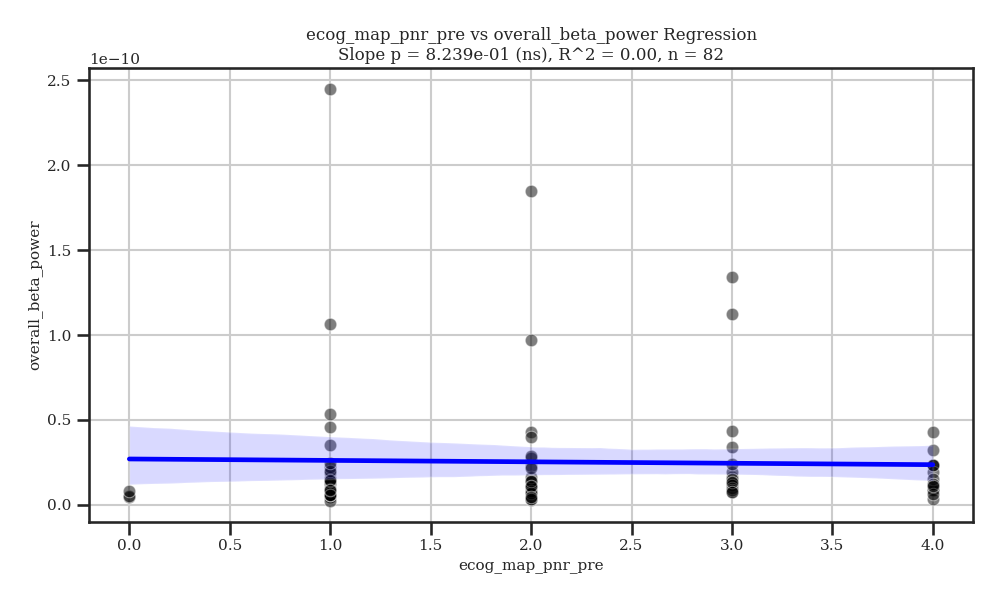 ecog_map_pnr_pre vs overall_beta_power Regression
Slope p = 8.239e-01 (ns), R^2 = 0.00, n = 82
1e−10
2.5
2.0
1.5
1.0
0.5
0.0
overall_beta_power
0.0 0.5 1.0 1.5 2.0 2.5 3.0 3.5 4.0
ecog_map_pnr_pre